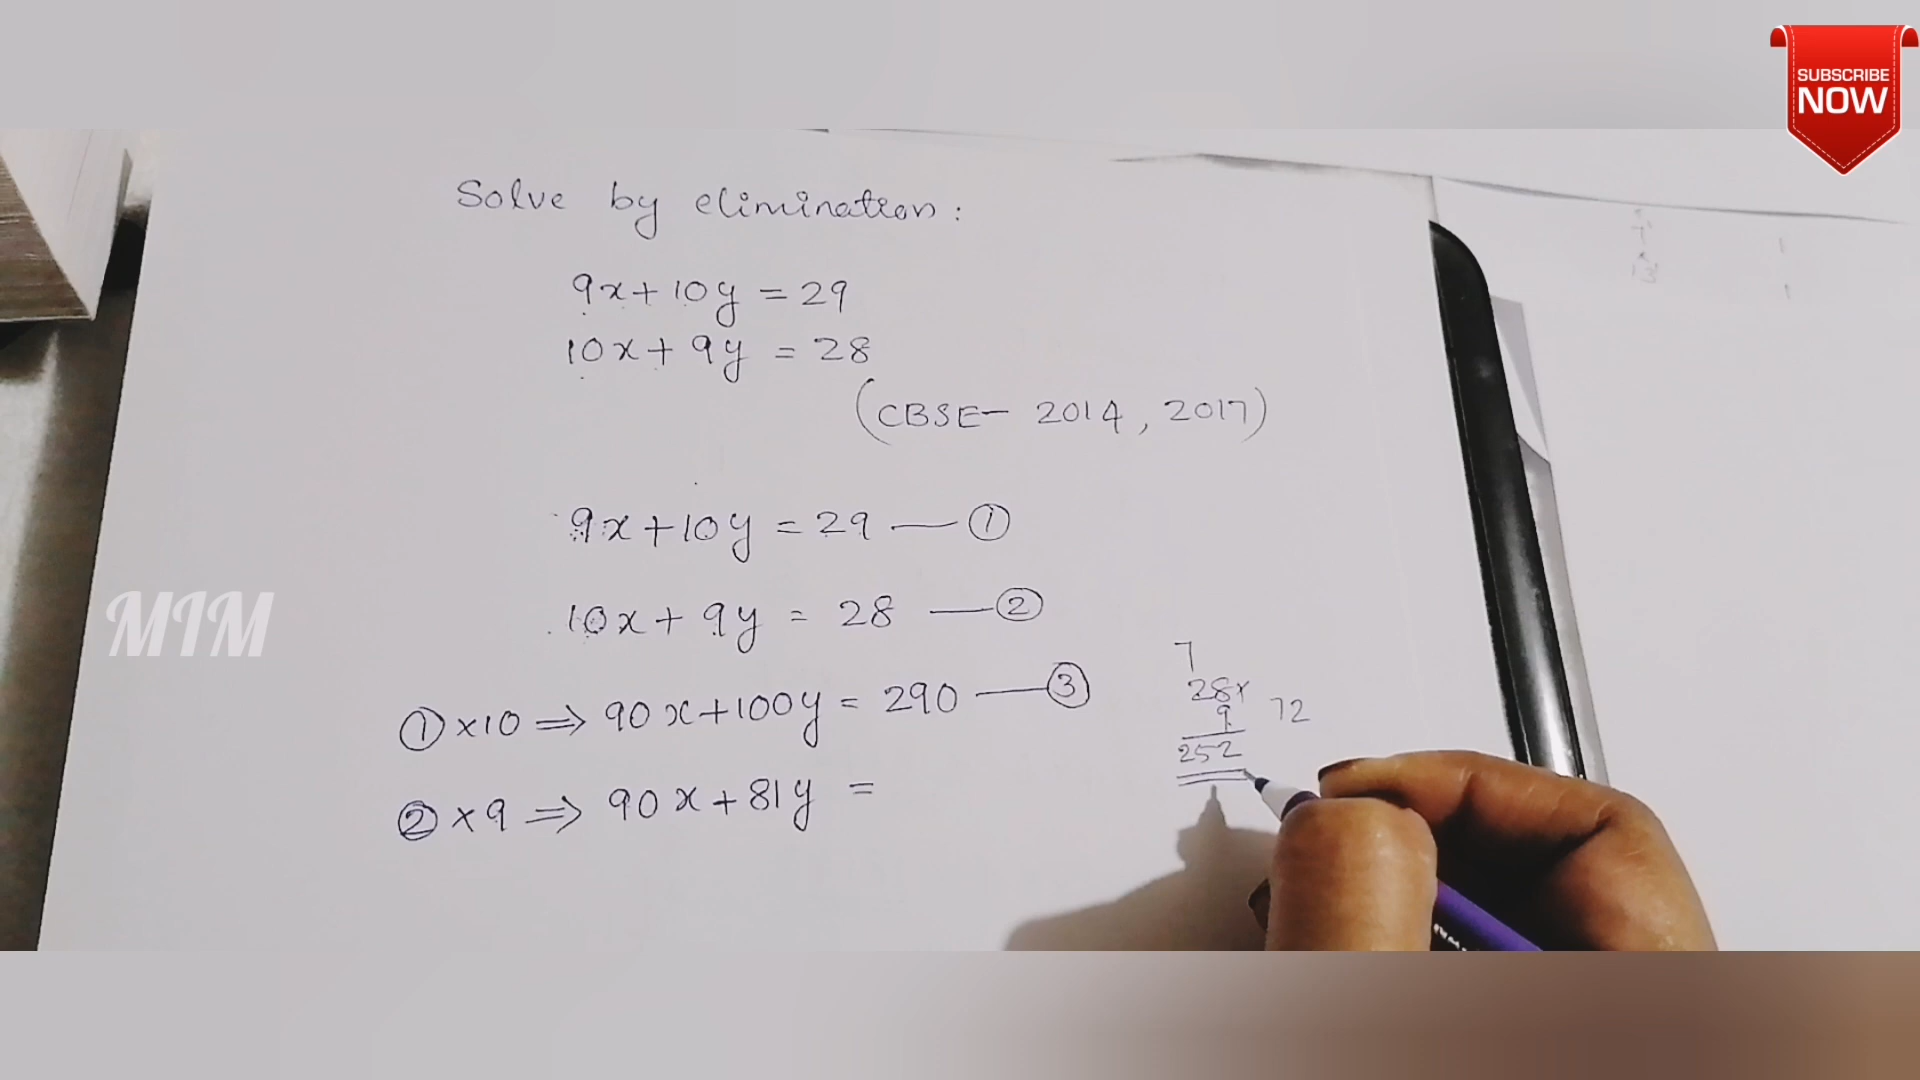 SUBSCRIBE
NOW
Solve by elimination:
9x+10y = 29
10x+9y = 28
(CBSE- 2014, 2017)
9x+10y = 29 — ①
10x+9y = 28 — ②
①×10 ⇒ 90x+100y = 290 — ③
②×9 ⇒ 90x+81y =
7
28×
9
72
252
MIM